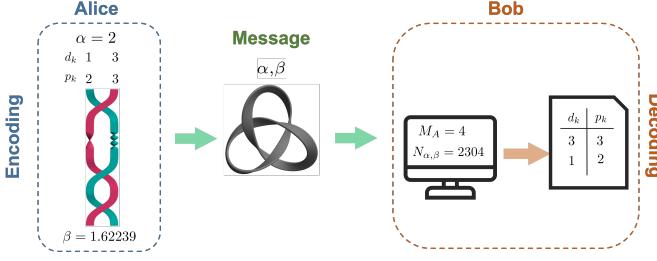 Alice
Encoding
α = 2
d_k 1 3
p_k 2 3
β = 1.62239
Message
α,β
Bob
M_A = 4
N_{α,β} = 2304
d_k p_k
3 3
1 2
Decoding